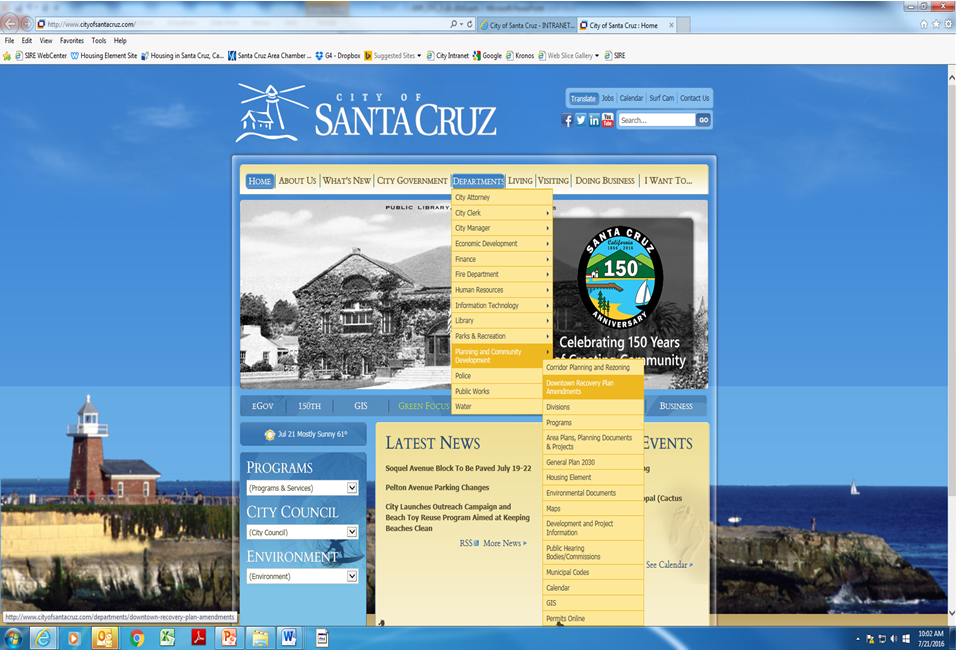 http://www.cityofsantacruz.com/
City of Santa Cruz - INTRANET...
City of Santa Cruz : Home
File Edit View Favorites Tools Help
SIRE WebCenter
Housing Element Site
Housing in Santa Cruz, Ca...
Santa Cruz Area Chamber ...
G4 - Dropbox
Suggested Sites
City Intranet
Google
Kronos
Web Slice Gallery
SIRE
CITY OF
SANTA CRUZ
Translate Jobs Calendar Surf Cam Contact Us
You Tube
Search... GO
HOME ABOUT US WHAT'S NEW CITY GOVERNMENT DEPARTMENTS LIVING VISITING DOING BUSINESS I WANT TO...
PUBLIC LIBRARY
City Attorney
City Clerk
City Manager
Economic Development
Finance
Fire Department
Human Resources
Information Technology
Library
Parks & Recreation
Planning and Community
Development
Police
Public Works
Water
SANTA CRUZ
California
1866 - 2016
150
ANNIVERSARY
Celebrating 150 Years
of Creating Community
Corridor Planning and Rezoning
Downtown Recovery Plan
Amendments
Divisions
Programs
Area Plans, Planning Documents
& Projects
General Plan 2030
Housing Element
Environmental Documents
Maps
Development and Project
Information
Public Hearing
Bodies/Commissions
Municipal Codes
Calendar
GIS
Permits Online
EGOV 150TH GIS GREEN FOCUS BUSINESS
Jul 21 Mostly Sunny 61°
PROGRAMS
(Programs & Services)
CITY COUNCIL
(City Council)
ENVIRONMENT
(Environment)
LATEST NEWS
Soquel Avenue Block To Be Paved July 19-22
Pelton Avenue Parking Changes
City Launches Outreach Campaign and
Beach Toy Reuse Program Aimed at Keeping
Beaches Clean
RSS More News »
EVENTS
(Cactus
See Calendar »
http://www.cityofsantacruz.com/departments/downtown-recovery-plan-amendments
10:02 AM
7/21/2016